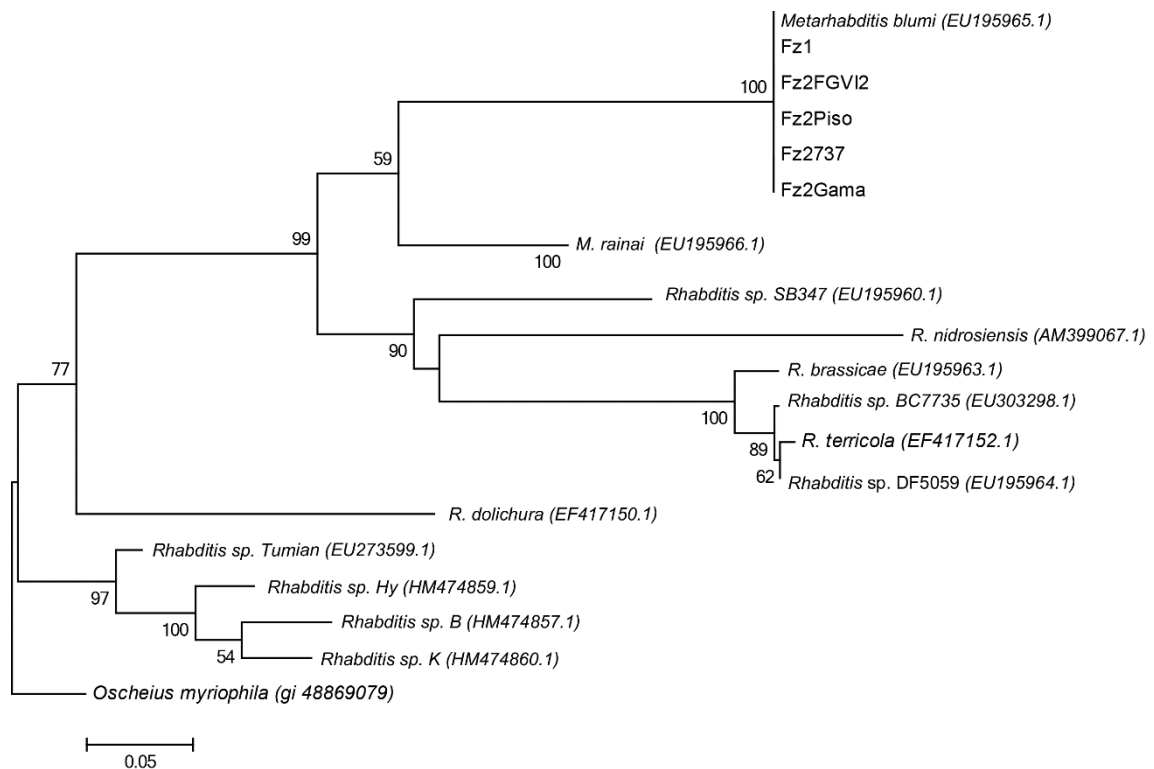 Metarhabditis blumi (EU195965.1)
Fz1
Fz2FGVI2
100
Fz2Piso
Fz2737
59
Fz2Gama
99
M. rainai (EU195966.1)
100
Rhabditis sp. SB347 (EU195960.1)
R. nidrosiensis (AM399067.1)
90
77
R. brassicae (EU195963.1)
Rhabditis sp. BC7735 (EU303298.1)
100
R. terricola (EF417152.1)
89
62
Rhabditis sp. DF5059 (EU195964.1)
R. dolichura (EF417150.1)
Rhabditis sp. Tumian (EU273599.1)
97
Rhabditis sp. Hy (HM474859.1)
100
Rhabditis sp. B (HM474857.1)
54
Rhabditis sp. K (HM474860.1)
Oscheius myriophila (gi 48869079)
0.05